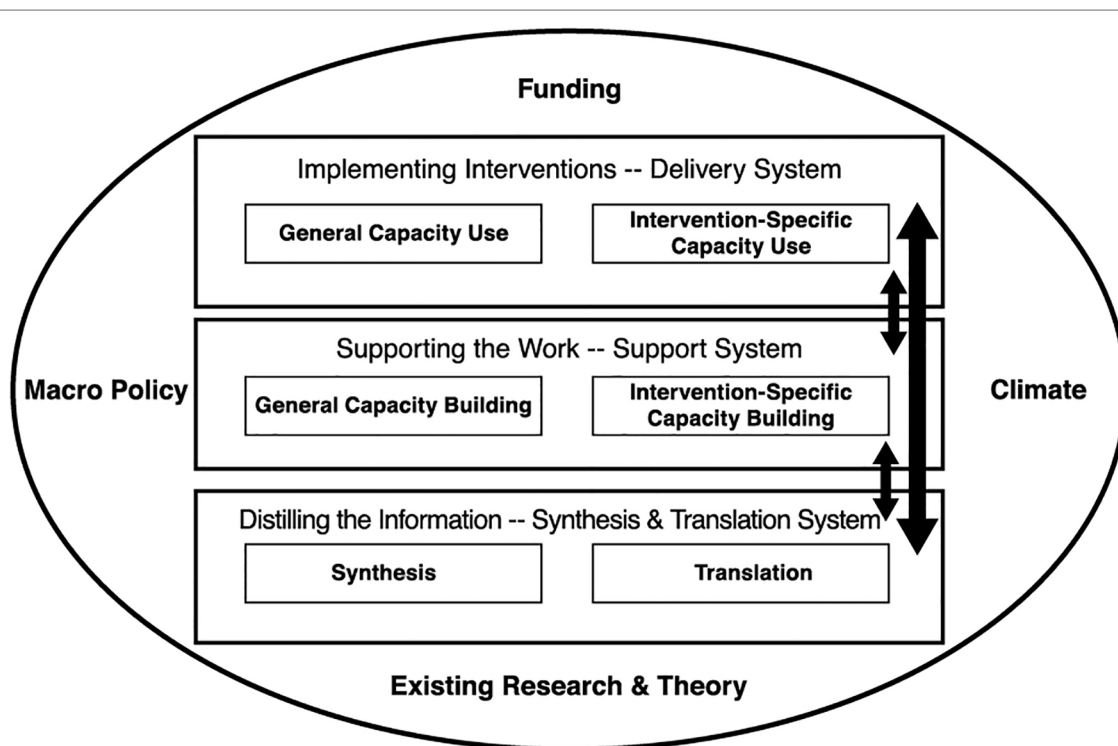 Funding
Implementing Interventions -- Delivery System
General Capacity Use
Intervention-Specific
Capacity Use
Supporting the Work -- Support System
Macro Policy
General Capacity Building
Intervention-Specific
Capacity Building
Climate
Distilling the Information -- Synthesis & Translation System
Synthesis
Translation
Existing Research & Theory